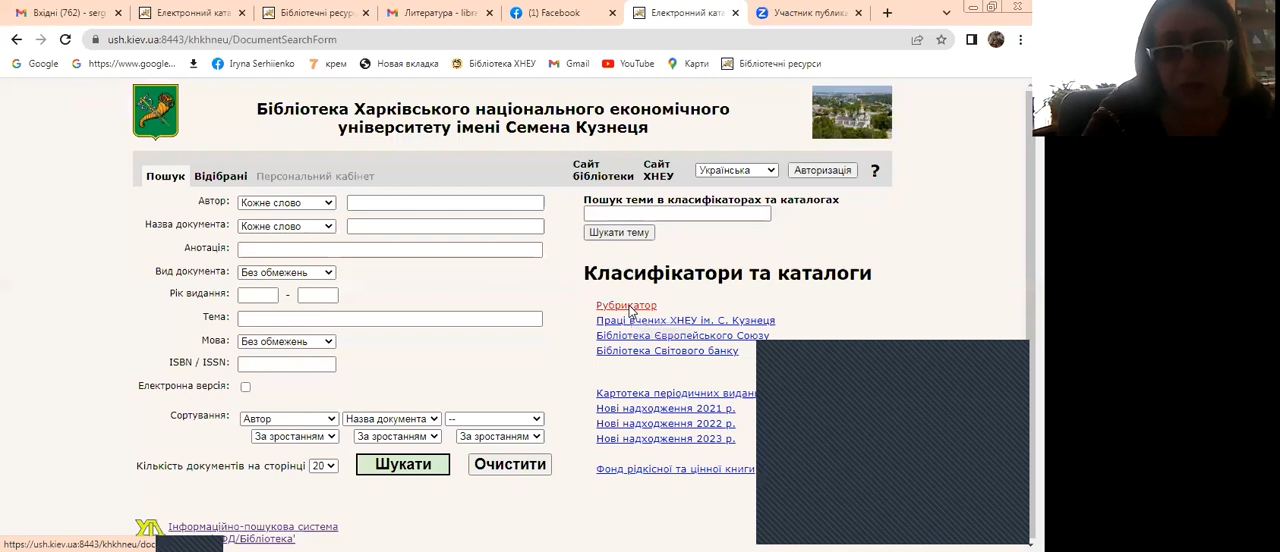 Вхідні (762) - serg
Електронний ката
Бібліотечні ресур
Литература - libre
(1) Facebook
Електронний ката
Участник публика
ush.kiev.ua:8443/khkhneu/DocumentSearchForm
Google
https://www.google...
Iryna Serhiienko
крем
Новая вкладка
Бібліотека ХНЕУ
Gmail
YouTube
Карти
Бібліотечні ресурси
Бібліотека Харківського національного економічного
університету імені Семена Кузнеця
Пошук Відібрані Персональний кабінет
Сайт
бібліотеки
Сайт
ХНЕУ
Українська
Авторизація
?
Автор: Кожне слово
Назва документа: Кожне слово
Анотація:
Вид документа: Без обмежень
Рік видання: -
Тема:
Мова: Без обмежень
ISBN / ISSN:
Електронна версія:
Сортування: Автор Назва документа --
За зростанням За зростанням За зростанням
Кількість документів на сторінці 20 Шукати Очистити
Пошук теми в класифікаторах та каталогах
Шукати тему
Класифікатори та каталоги
Рубрикатор
Праці вчених ХНЕУ ім. С. Кузнеця
Бібліотека Європейського Союзу
Бібліотека Світового банку
Картотека періодичних видан
Нові надходження 2021 р.
Нові надходження 2022 р.
Нові надходження 2023 р.
Фонд рідкісної та цінної книги
Інформаційно-пошукова система
ФД/Бібліотека'
https://ush.kiev.ua:8443/khkhneu/doc